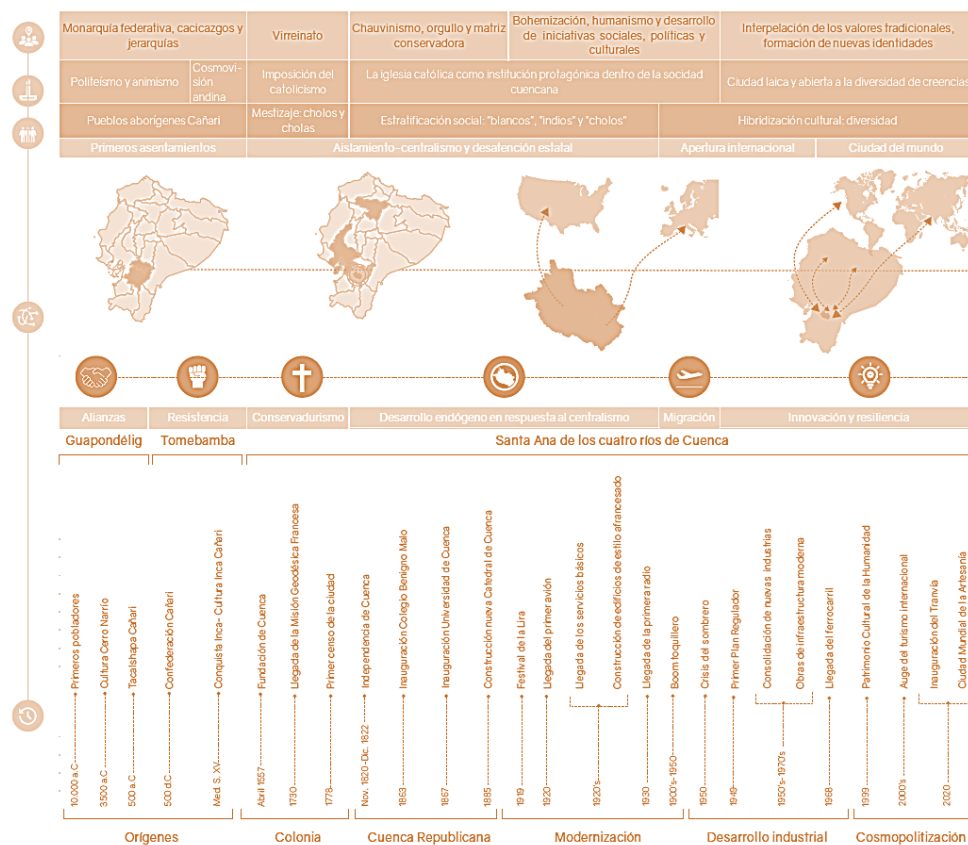 Monarquía federativa, cacicazgos y
jerarquías
Virreinato
Chauvinismo, orgullo y matriz
conservadora
Bohemización, humanismo y desarrollo
de iniciativas sociales, políticas y
culturales
Interpelación de los valores tradicionales,
formación de nuevas identidades
Politeísmo y animismo
Cosmovi-
sión
andina
Imposición del
catolicismo
La iglesia católica como institución protagónica dentro de la socidad
cuencana
Ciudad laica y abierta a la diversidad de creencias
Pueblos aborígenes Cañari
Mestizaje: cholos y
cholas
Estratificación social: "blancos", "indios" y "cholos"
Hibridización cultural: diversidad
Primeros asentamientos
Aislamiento-centralismo y desatención estatal
Apertura internacional
Ciudad del mundo
Alianzas
Resistencia
Conservadurismo
Desarrollo endógeno en respuesta al centralismo
Migración
Innovación y resiliencia
Guapondélig
Tomebamba
Santa Ana de los cuatro ríos de Cuenca
10.000 a.C
Primeros pobladores
3500 a.C
Cultura Cerro Narrío
500 a.C
Tacalshapa Cañari
500 d.C
Confederación Cañari
Med. S. XV
Conquista Inca- Cultura Inca Cañari
Abril 1557
Fundación de Cuenca
1730
Llegada de la Misión Geodésica Francesa
1778
Primer censo de la ciudad
Nov. 1820-Dic. 1822
Independencia de Cuenca
1863
Inauguración Colegio Benigno Malo
1867
Inauguración Universidad de Cuenca
1885
Construcción nueva Catedral de Cuenca
1919
Festival de la Lira
1920
Llegada del primer avión
1920's
Llegada de los servicios básicos
Construcción de edificios de estilo afrancesado
1930
Llegada de la primera radio
1900's-1950
Boom toquillero
1950
Crisis del sombrero
1949
Primer Plan Regulador
1950's-1970's
Consolidación de nuevas industrias
Obras de infraestructura moderna
1968
Llegada del ferrocarril
1999
Patrimonio Cultural de la Humanidad
2000's
Auge del turismo internacional
2020
Inauguración del Tranvía
Ciudad Mundial de la Artesanía
Orígenes
Colonia
Cuenca Republicana
Modernización
Desarrollo industrial
Cosmopolitización